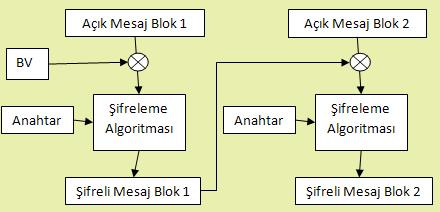 Açık Mesaj Blok 1
Açık Mesaj Blok 2
BV
Anahtar
Şifreleme
Algoritması
Anahtar
Şifreleme
Algoritması
Şifreli Mesaj Blok 1
Şifreli Mesaj Blok 2